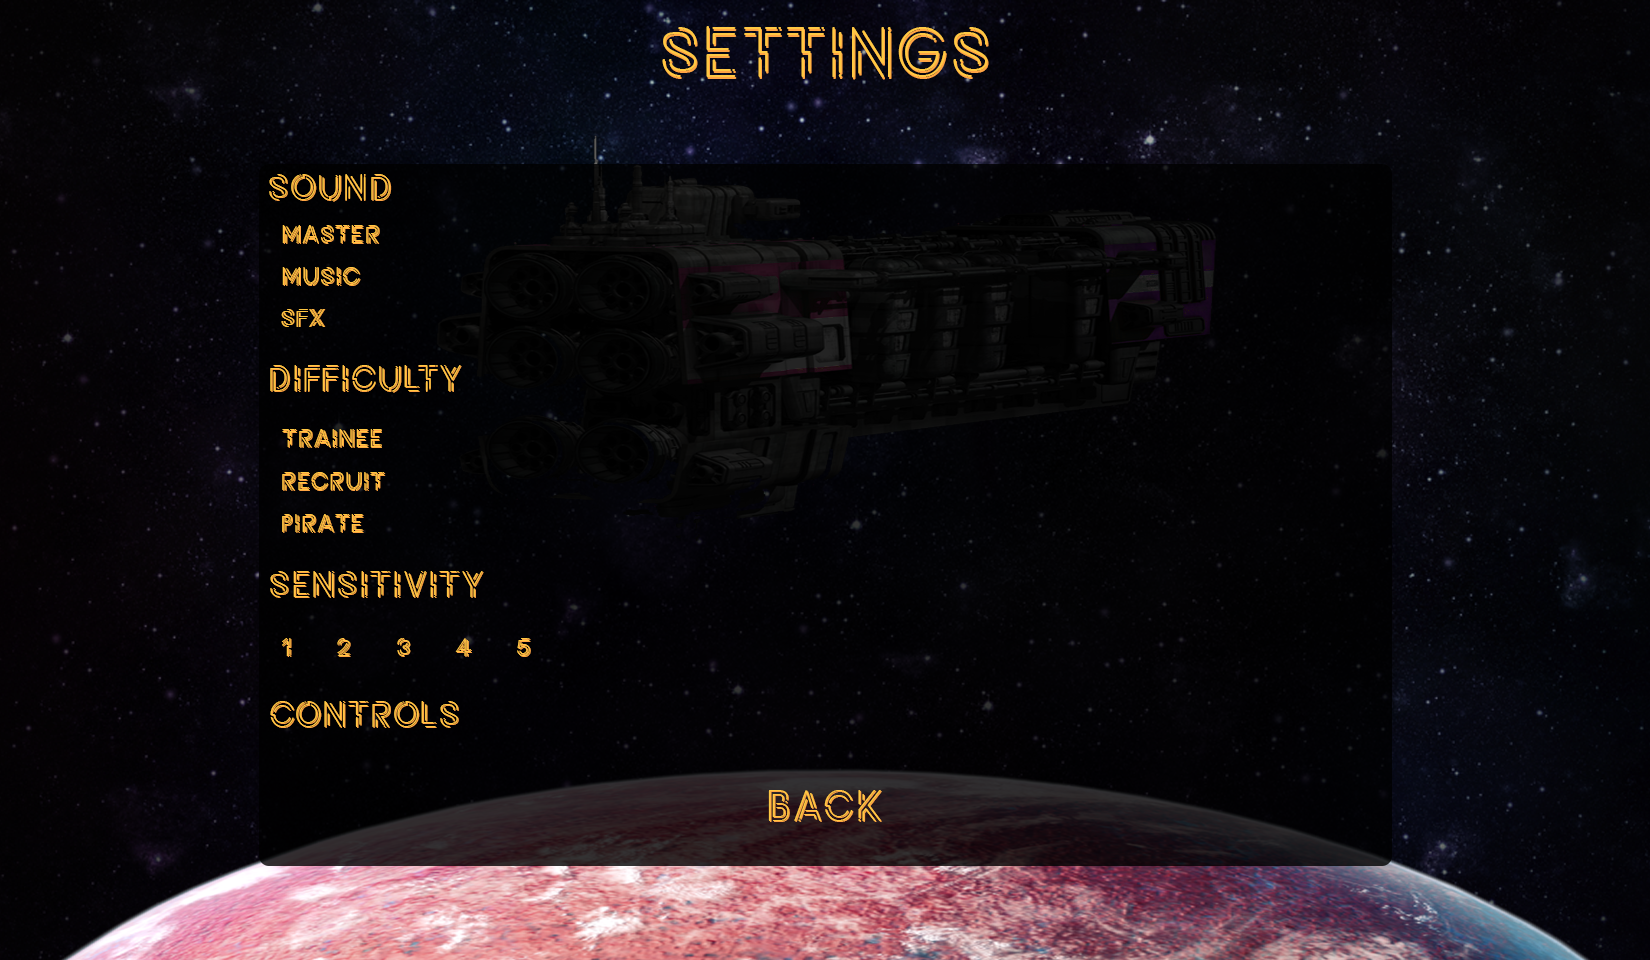 SETTINGS
SOUND
MASTER
MUSIC
SFX
DIFFICULTY
TRAINEE
RECRUIT
PIRATE
SENSITIVITY
1 2 3 4 5
CONTROLS
BACK